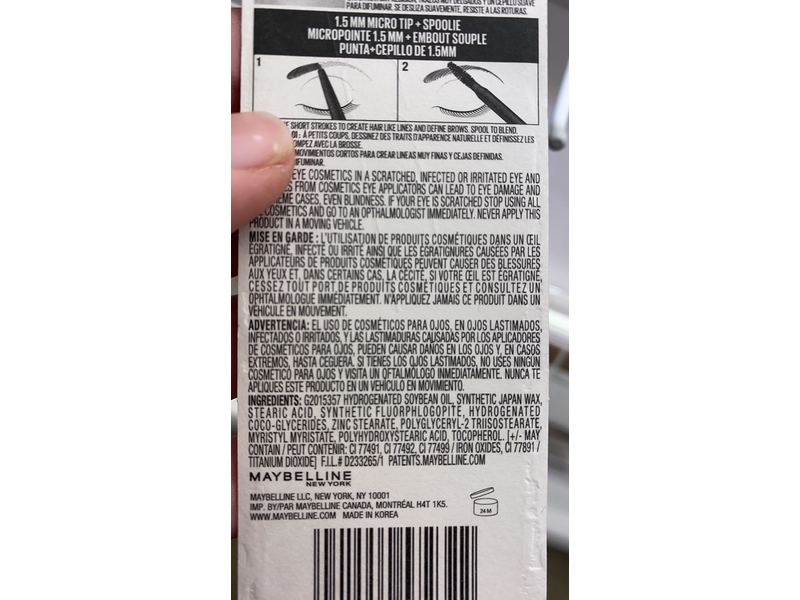 POUR DIFUMINAR. SE DESLIZA SUAVEMENTE, RESISTE A LAS ROTURAS.
1.5 MM MICRO TIP + SPOOLIE
MICROPOINTE 1.5 MM + EMBOUT SOUPLE
PUNTA+CEPILLO DE 1.5MM
1 2
SHORT STROKES TO CREATE HAIR LIKE LINES AND DEFINE BROWS. SPOOL TO BLEND.
: À PETITS COUPS, DESSINEZ DES TRAITS D'APPARENCE NATURELLE ET DÉFINISSEZ LES
AVEC LA BROSSE.
MOVIMIENTOS CORTOS PARA CREAR LINEAS MUY FINAS Y CEJAS DEFINIDAS.
EYE COSMETICS IN A SCRATCHED, INFECTED OR IRRITATED EYE AND
FROM COSMETICS EYE APPLICATORS CAN LEAD TO EYE DAMAGE AND
CASES, EVEN BLINDNESS. IF YOUR EYE IS SCRATCHED STOP USING ALL
COSMETICS AND GO TO AN OPTHALMOLOGIST IMMEDIATELY. NEVER APPLY THIS
PRODUCT IN A MOVING VEHICLE.
MISE EN GARDE : L'UTILISATION DE PRODUITS COSMÉTIQUES DANS UN ŒIL
ÉGRATIGNÉ, INFECTÉ OU IRRITÉ AINSI QUE LES ÉGRATIGNURES CAUSÉES PAR LES
APPLICATEURS DE PRODUITS COSMÉTIQUES PEUVENT CAUSER DES BLESSURES
AUX YEUX ET, DANS CERTAINS CAS, LA CÉCITÉ, SI VOTRE ŒIL EST ÉGRATIGNÉ,
CESSEZ TOUT PORT DE PRODUITS COSMÉTIQUES ET CONSULTEZ UN
OPHTALMOLOGUE IMMÉDIATEMENT. N'APPLIQUEZ JAMAIS CE PRODUIT DANS UN
VÉHICULE EN MOUVEMENT.
ADVERTENCIA: EL USO DE COSMÉTICOS PARA OJOS, EN OJOS LASTIMADOS,
INFECTADOS O IRRITADOS, Y LAS LASTIMADURAS CAUSADAS POR LOS APLICADORES
DE COSMÉTICOS PARA OJOS, PUEDEN CAUSAR DAÑOS EN LOS OJOS Y, EN CASOS
EXTREMOS, HASTA CEGUERA. SI TIENES LOS OJOS LASTIMADOS, NO USES NINGÚN
COSMÉTICO PARA OJOS Y VISITA UN OFTALMÓLOGO INMEDIATAMENTE. NUNCA TE
APLIQUES ESTE PRODUCTO EN UN VEHÍCULO EN MOVIMIENTO.
INGREDIENTS: G2015357 HYDROGENATED SOYBEAN OIL, SYNTHETIC JAPAN WAX,
STEARIC ACID, SYNTHETIC FLUORPHLOGOPITE, HYDROGENATED
COCO-GLYCERIDES, ZINC STEARATE, POLYGLYCERYL-2 TRIISOSTEARATE,
MYRISTYL MYRISTATE, POLYHYDROXYSTEARIC ACID, TOCOPHEROL. [+/- MAY
CONTAIN / PEUT CONTENIR: CI 77491, CI 77492, CI 77499 / IRON OXIDES, CI 77891 /
TITANIUM DIOXIDE] F.I.L.# D233265/1 PATENTS.MAYBELLINE.COM
MAYBELLINE
NEW YORK
MAYBELLINE LLC, NEW YORK, NY 10001
IMP. BY/PAR MAYBELLINE CANADA, MONTRÉAL H4T 1K5.
WWW.MAYBELLINE.COM MADE IN KOREA
24 M